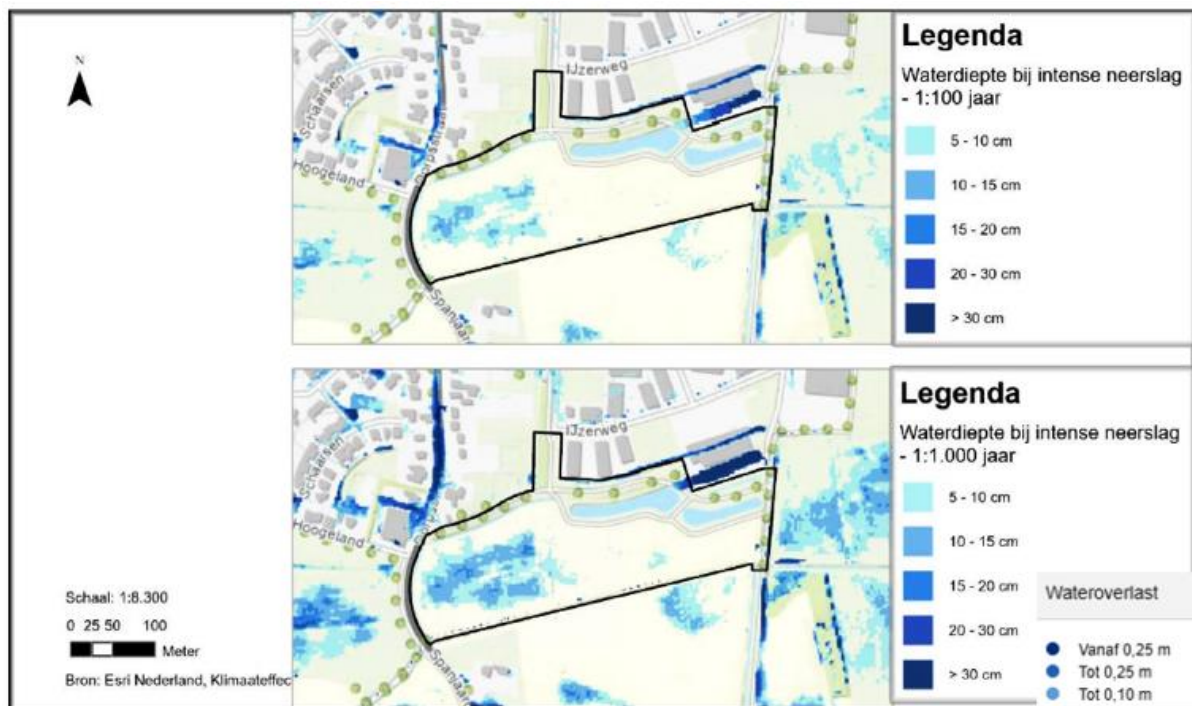 N
Schaarsen
Hoogeland
IJzerweg
Legenda
Waterdiepte bij intense neerslag
- 1:100 jaar
5 - 10 cm
10 - 15 cm
15 - 20 cm
20 - 30 cm
> 30 cm
Schaarsen
Hoogeland
IJzerweg
Legenda
Waterdiepte bij intense neerslag
- 1:1.000 jaar
5 - 10 cm
10 - 15 cm
15 - 20 cm
20 - 30 cm
> 30 cm
Wateroverlast
Vanaf 0,25 m
Tot 0,25 m
Tot 0,10 m
Schaal: 1:8.300
0 25 50 100
Meter
Bron: Esri Nederland, Klimaateffec